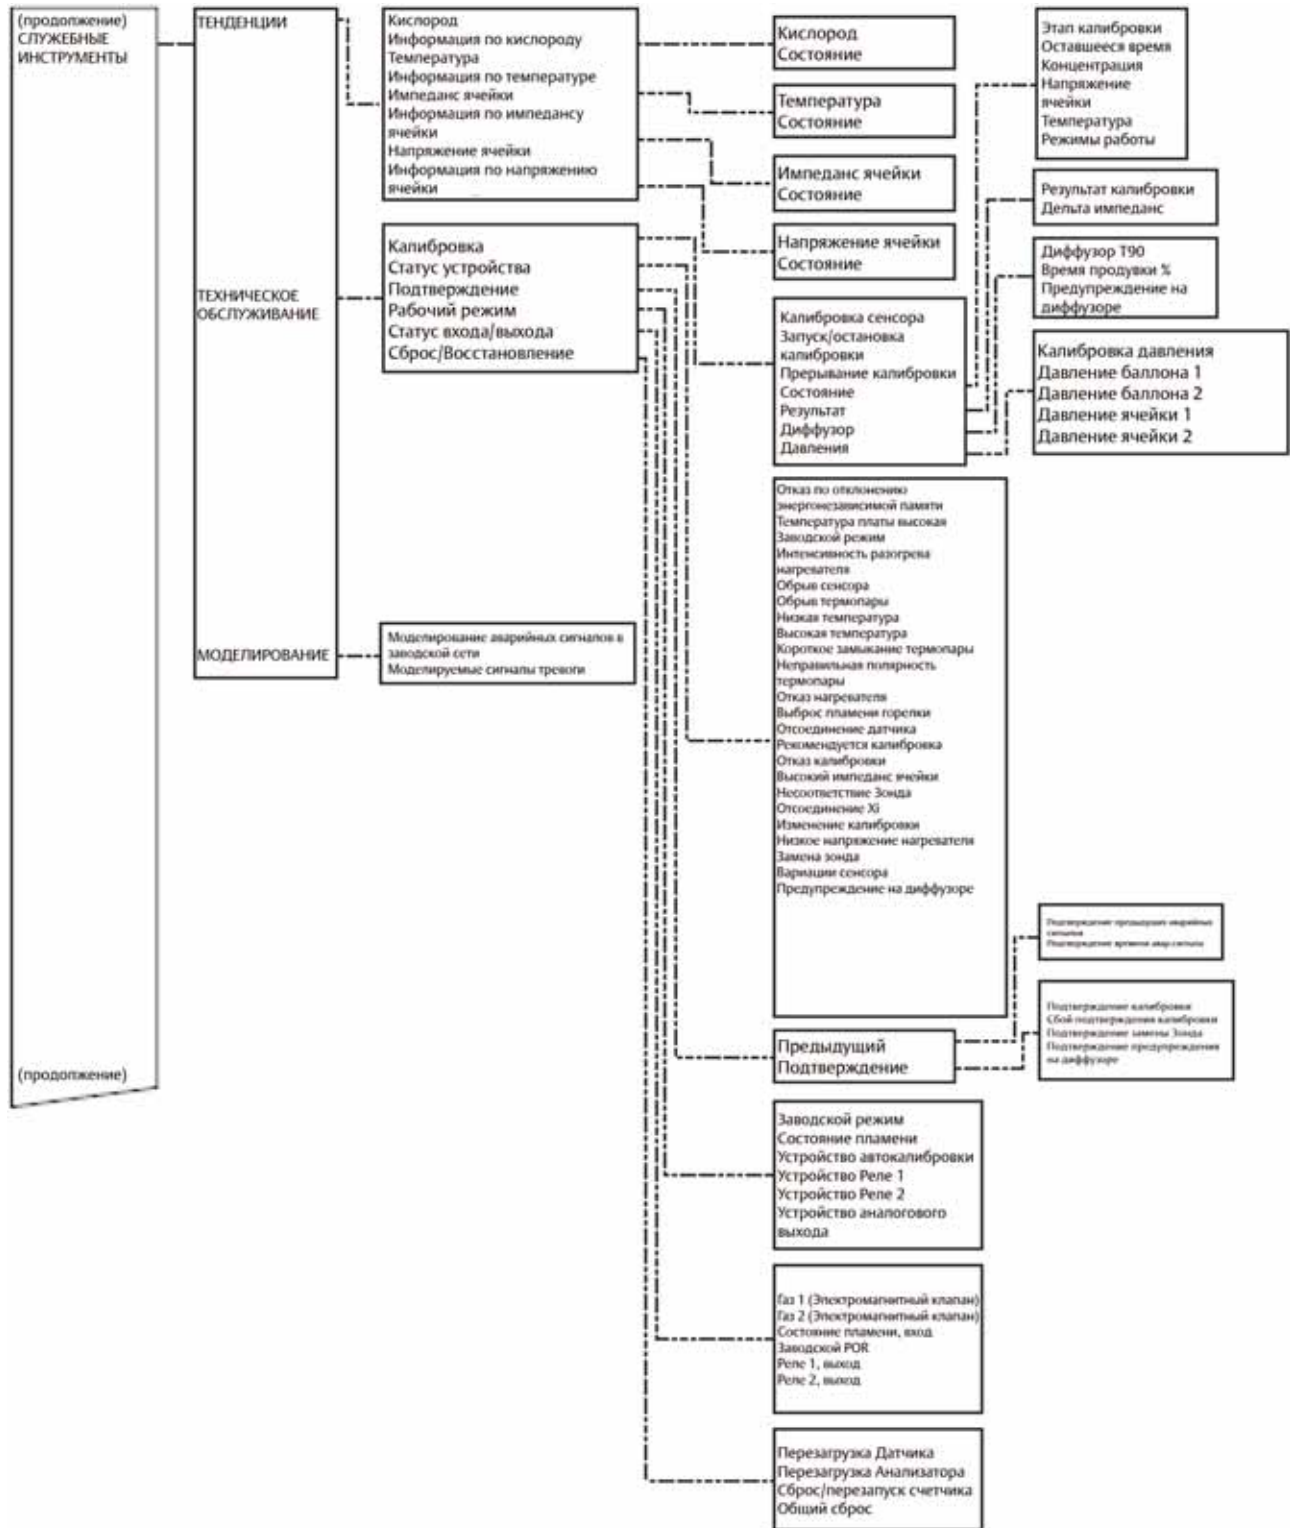 (продолжение)
СЛУЖЕБНЫЕ
ИНСТРУМЕНТЫ
(продолжение)
ТЕНДЕНЦИИ
ТЕХНИЧЕСКОЕ
ОБСЛУЖИВАНИЕ
МОДЕЛИРОВАНИЕ
Кислород
Информация по кислороду
Температура
Информация по температуре
Импеданс ячейки
Информация по импедансу
ячейки
Напряжение ячейки
Информация по напряжению
ячейки
Калибровка
Статус устройства
Подтверждение
Рабочий режим
Статус входа/выхода
Сброс/Восстановление
Моделирование аварийных сигналов в
заводской сети
Моделируемые сигналы тревоги
Кислород
Состояние
Температура
Состояние
Импеданс ячейки
Состояние
Напряжение ячейки
Состояние
Калибровка сенсора
Запуск/остановка
калибровки
Прерывание калибровки
Состояние
Результат
Диффузор
Давления
Этап калибровки
Оставшееся время
Концентрация
Напряжение
ячейки
Температура
Режимы работы
Результат калибровки
Дельта импеданс
Диффузор Т90
Время продувки %
Предупреждение на
диффузоре
Калибровка давления
Давление баллона 1
Давление баллона 2
Давление ячейки 1
Давление ячейки 2
Отказ по отклонению
энергонезависимой памяти
Температура платы высокая
Заводской режим
Интенсивность разогрева
нагревателя
Обрыв сенсора
Обрыв термопары
Низкая температура
Высокая температура
Короткое замыкание термопары
Неправильная полярность
термопары
Отказ нагревателя
Выброс пламени горелки
Отсоединение датчика
Рекомендуется калибровка
Отказ калибровки
Высокий импеданс ячейки
Несоответствие Зонда
Отсоединение Xi
Изменение калибровки
Низкое напряжение нагревателя
Замена зонда
Вариации сенсора
Предупреждение на диффузоре
Предыдущий
Подтверждение
Подтверждение предыдущих аварийных
сигналов
Подтверждение времени авар.сигнала
Подтверждение калибровки
Сбой подтверждения калибровки
Подтверждение замены Зонда
Подтверждение предупреждения
на диффузоре
Заводской режим
Состояние пламени
Устройство автокалибровки
Устройство Реле 1
Устройство Реле 2
Устройство аналогового
выхода
Газ 1 (Электромагнитный клапан)
Газ 2 (Электромагнитный клапан)
Состояние пламени, вход
Заводской POR
Реле 1, выход
Реле 2, выход
Перезагрузка Датчика
Перезагрузка Анализатора
Сброс/перезапуск счетчика
Общий сброс